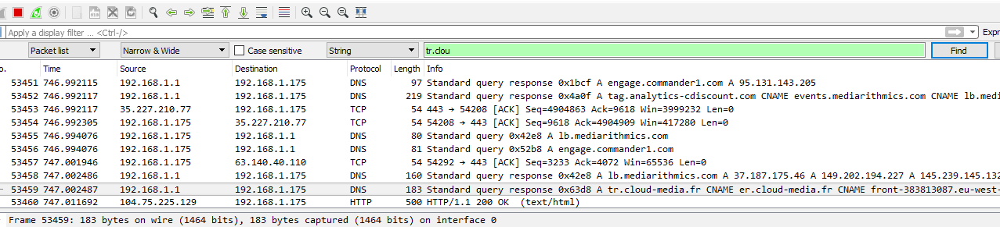 Apply a display filter ... <Ctrl-/> Expr
Packet list Narrow & Wide Case sensitive String tr.clou Find
o. Time Source Destination Protocol Length Info
53451 746.992115 192.168.1.1 192.168.1.175 DNS 97 Standard query response 0x1bcf A engage.commander1.com A 95.131.143.205
53452 746.992117 192.168.1.1 192.168.1.175 DNS 219 Standard query response 0x4a0f A tag.analytics-cdiscount.com CNAME events.mediarithmics.com CNAME lb.med
53453 746.992117 35.227.210.77 192.168.1.175 TCP 54 443 → 54208 [ACK] Seq=4904863 Ack=9618 Win=3999232 Len=0
53454 746.992305 192.168.1.175 35.227.210.77 TCP 54 54208 → 443 [ACK] Seq=9618 Ack=4904909 Win=417280 Len=0
53455 746.994076 192.168.1.175 192.168.1.1 DNS 80 Standard query 0x42e8 A lb.mediarithmics.com
53456 746.994076 192.168.1.175 192.168.1.1 DNS 81 Standard query 0x52b8 A engage.commander1.com
53457 747.001946 192.168.1.175 63.140.40.110 TCP 54 54292 → 443 [ACK] Seq=3233 Ack=4072 Win=65536 Len=0
53458 747.002486 192.168.1.1 192.168.1.175 DNS 160 Standard query response 0x42e8 A lb.mediarithmics.com A 37.187.175.46 A 149.202.194.227 A 145.239.145.132
53459 747.002487 192.168.1.1 192.168.1.175 DNS 183 Standard query response 0x63d8 A tr.cloud-media.fr CNAME er.cloud-media.fr CNAME front-383813087.eu-west-
53460 747.011692 104.75.225.129 192.168.1.175 HTTP 500 HTTP/1.1 200 OK (text/html)
Frame 53459: 183 bytes on wire (1464 bits), 183 bytes captured (1464 bits) on interface 0